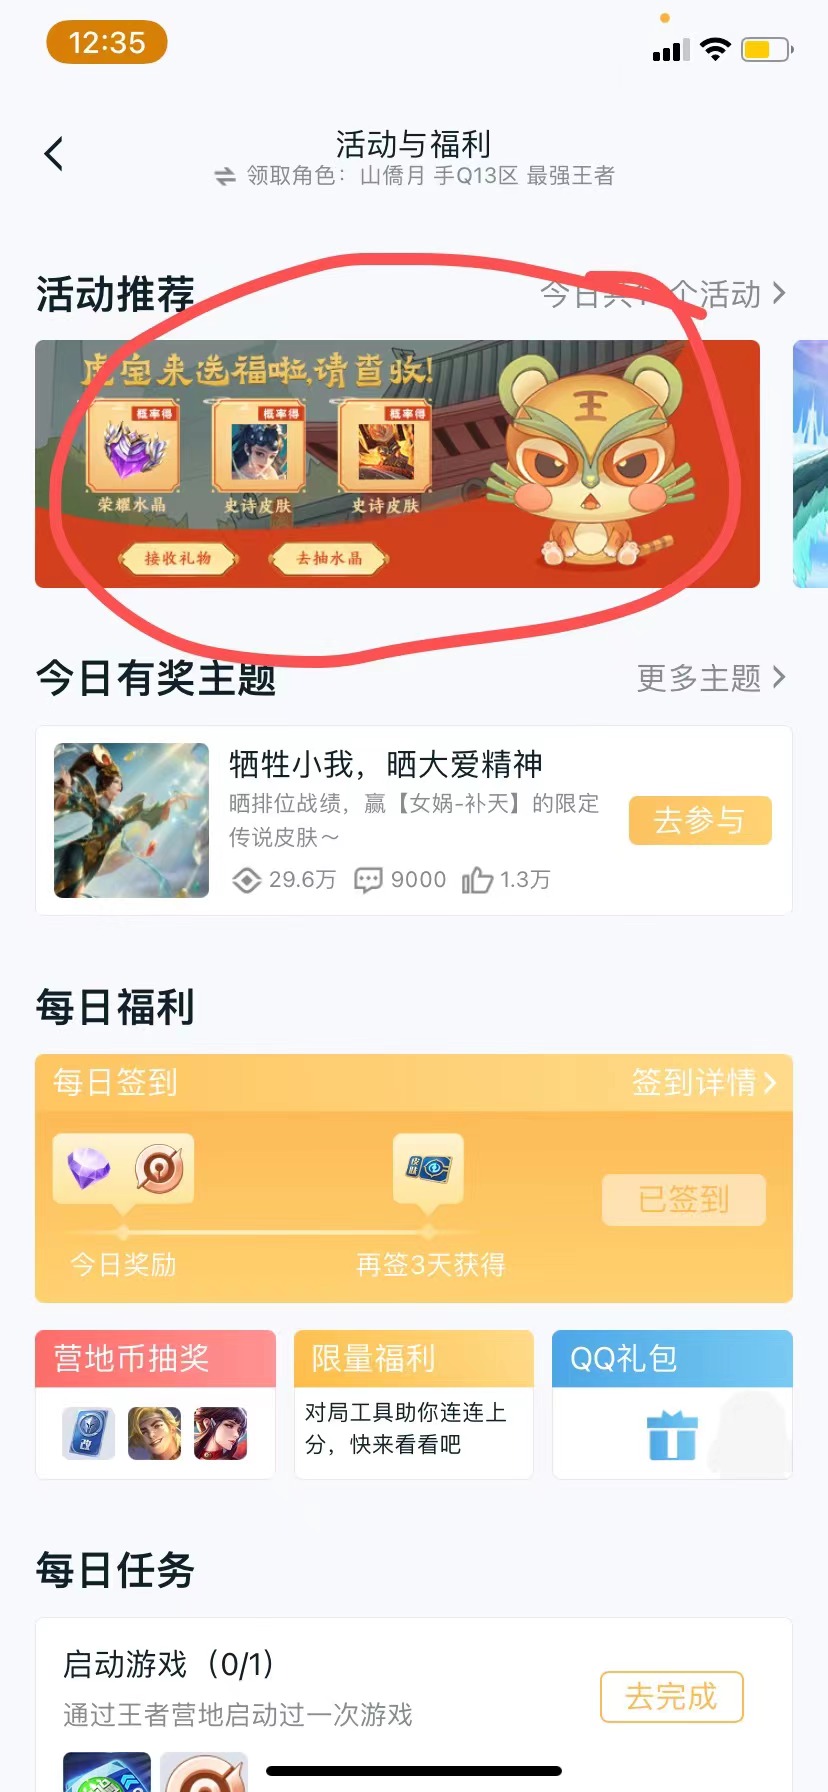 12:35
活动与福利
领取角色：山僑月 手Q13区 最强王者
活动推荐
今日共 个活动
虎宝来送福啦,请查收!
概率得 概率得 概率得
荣耀水晶 史诗皮肤 史诗皮肤
接收礼物 去抽水晶
王
今日有奖主题
更多主题
牺牲小我，晒大爱精神
晒排位战绩，赢【女娲-补天】的限定
传说皮肤～
去参与
29.6万 9000 1.3万
每日福利
每日签到
签到详情
皮肤
已签到
今日奖励 再签3天获得
营地币抽奖
改
限量福利
对局工具助你连连上
分，快来看看吧
QQ礼包
每日任务
启动游戏（0/1）
通过王者营地启动过一次游戏
去完成